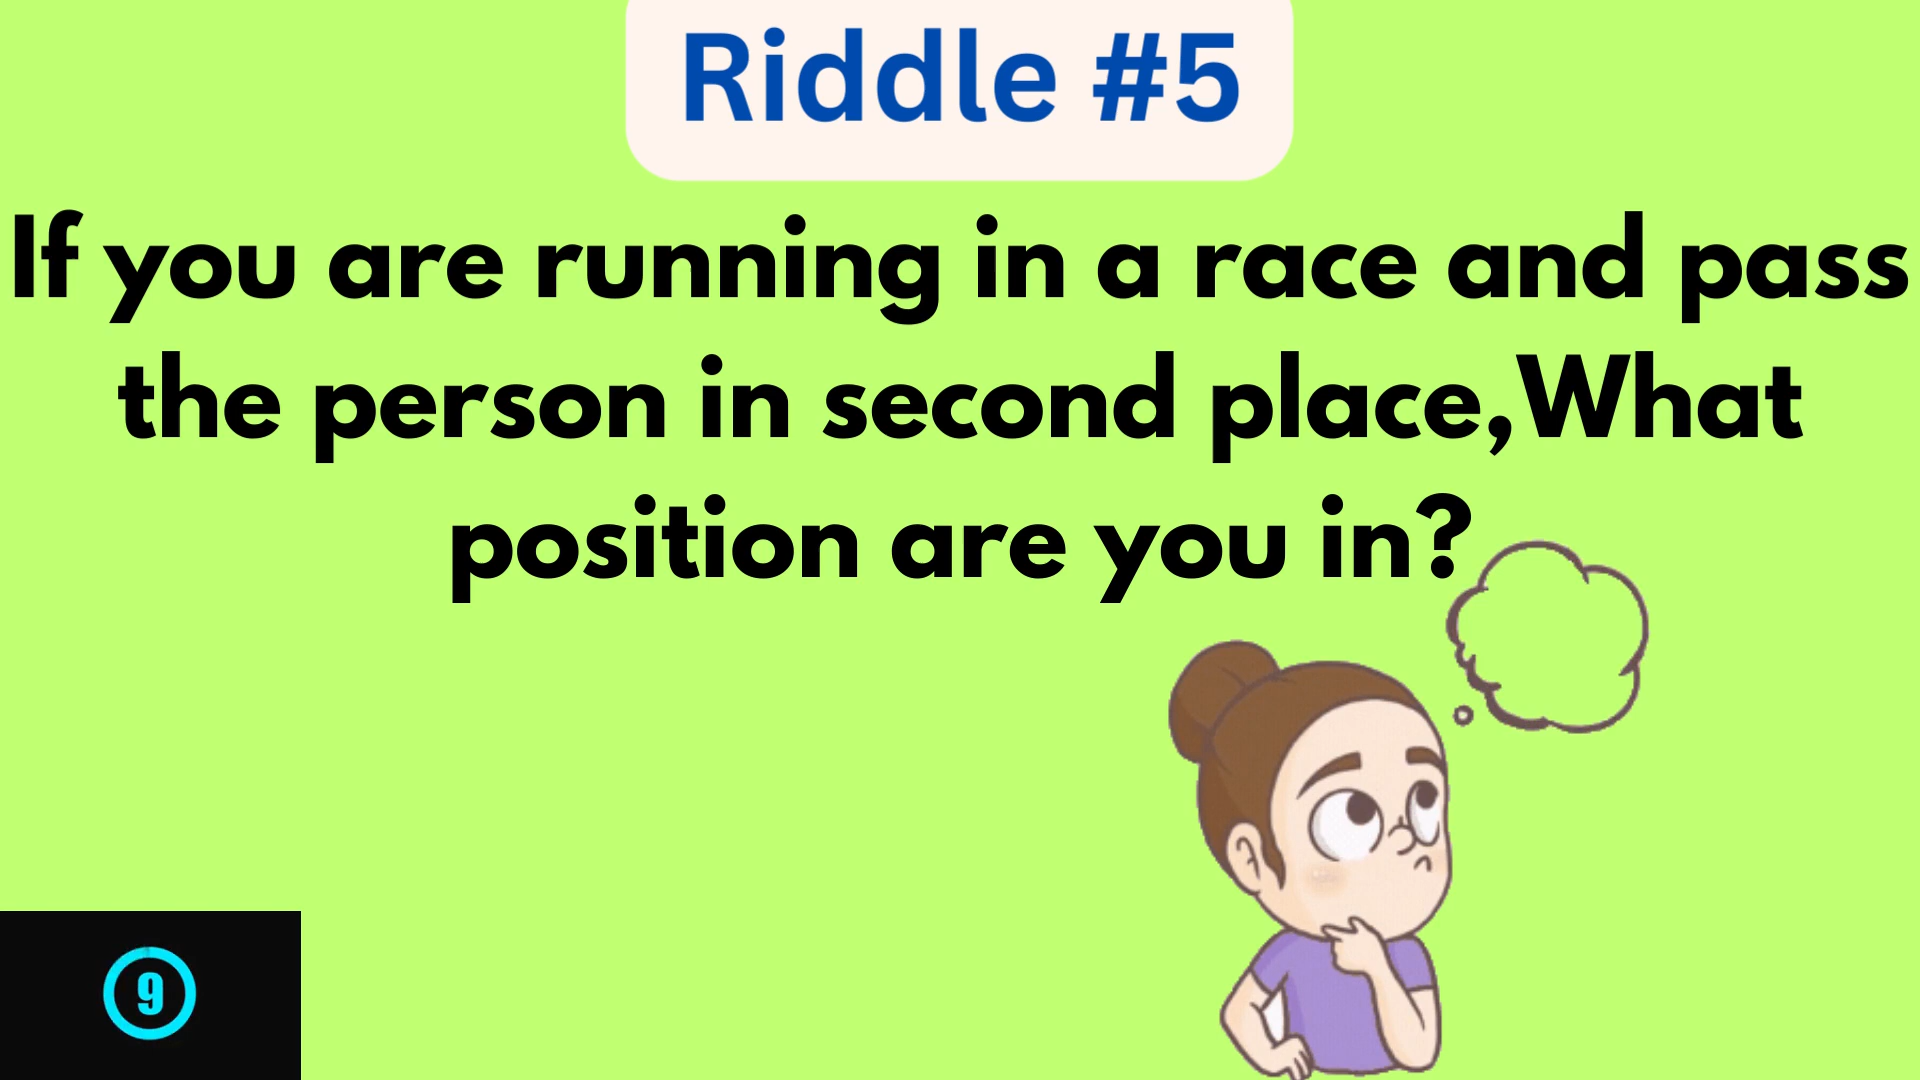 Riddle #5
If you are running in a race and pass
the person in second place,What
position are you in?
9